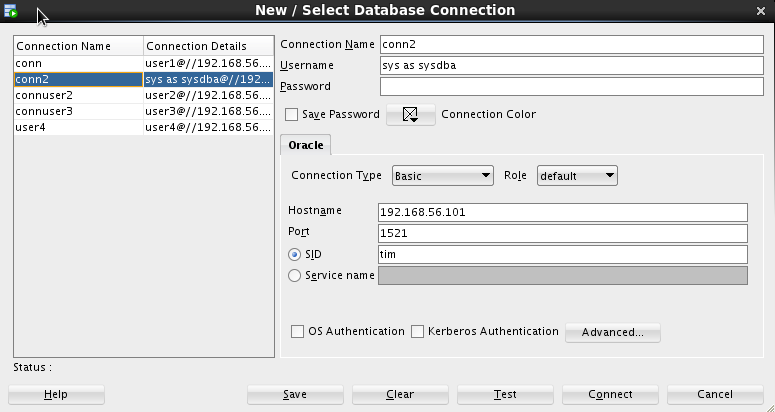 New / Select Database Connection
Connection Name Connection Details
conn user1@//192.168.56....
conn2 sys as sysdba@//192...
connuser2 user2@//192.168.56....
connuser3 user3@//192.168.56....
user4 user4@//192.168.56....
Connection Name conn2
Username sys as sysdba
Password
Save Password Connection Color
Oracle
Connection Type Basic Role default
Hostname 192.168.56.101
Port 1521
SID tim
Service name
OS Authentication Kerberos Authentication Advanced...
Status :
Help Save Clear Test Connect Cancel